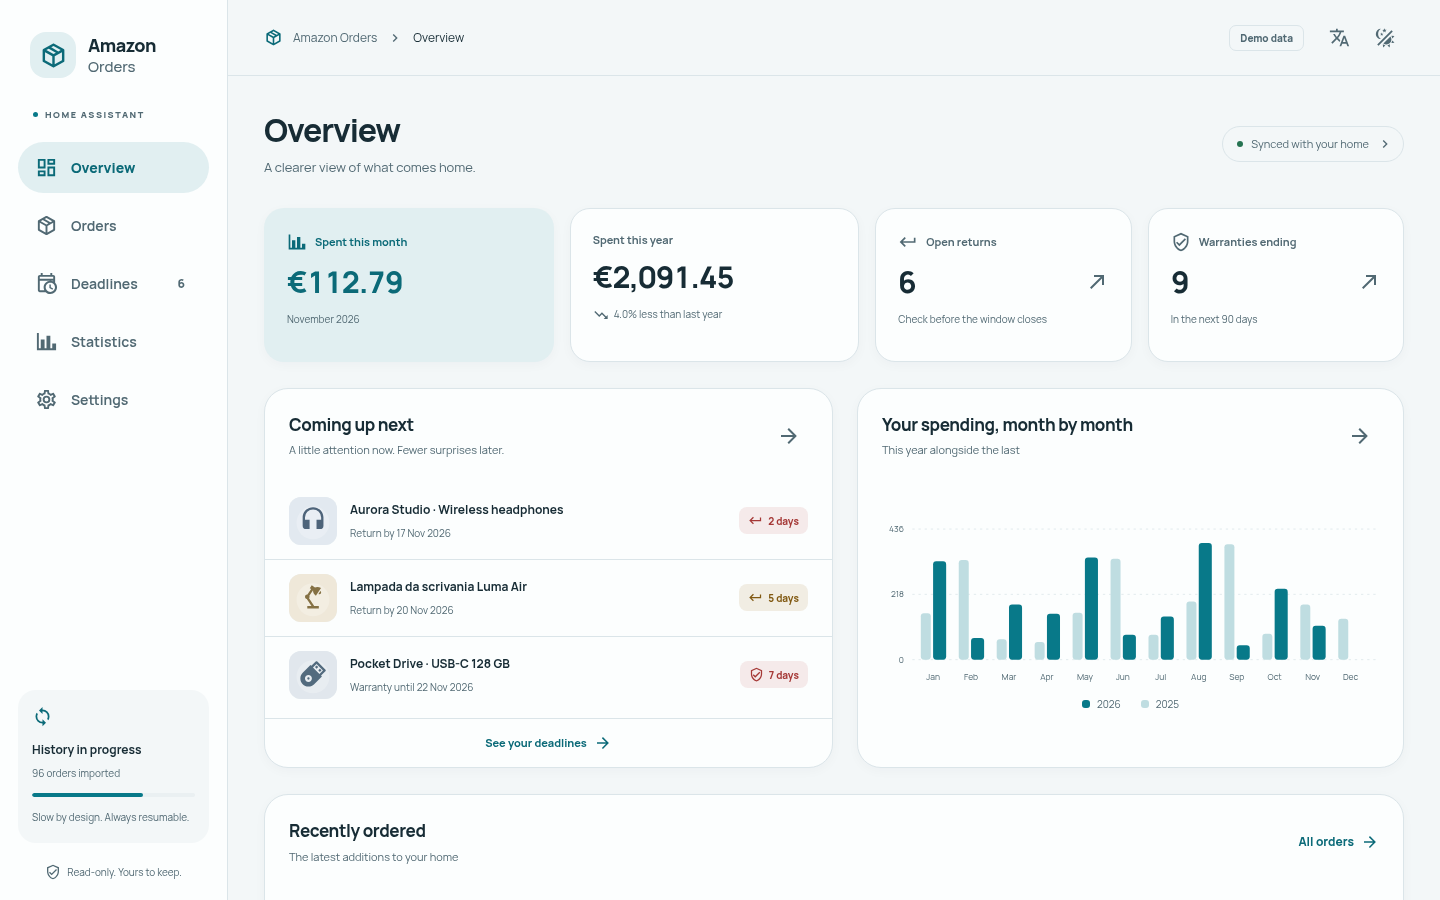 Amazon
Orders
HOME ASSISTANT
Overview
Orders
Deadlines 6
Statistics
Settings
History in progress
96 orders imported
Slow by design. Always resumable.
Read-only. Yours to keep.
Amazon Orders > Overview
Demo data
Overview
A clearer view of what comes home.
Synced with your home
Spent this month
€112.79
November 2026
Spent this year
€2,091.45
4.0% less than last year
Open returns
6
Check before the window closes
Warranties ending
9
In the next 90 days
Coming up next
A little attention now. Fewer surprises later.
Aurora Studio · Wireless headphones
Return by 17 Nov 2026
2 days
Lampada da scrivania Luma Air
Return by 20 Nov 2026
5 days
Pocket Drive · USB-C 128 GB
Warranty until 22 Nov 2026
7 days
See your deadlines
Your spending, month by month
This year alongside the last
436
218
0
Jan Feb Mar Apr May Jun Jul Aug Sep Oct Nov Dec
2026 2025
Recently ordered
The latest additions to your home
All orders